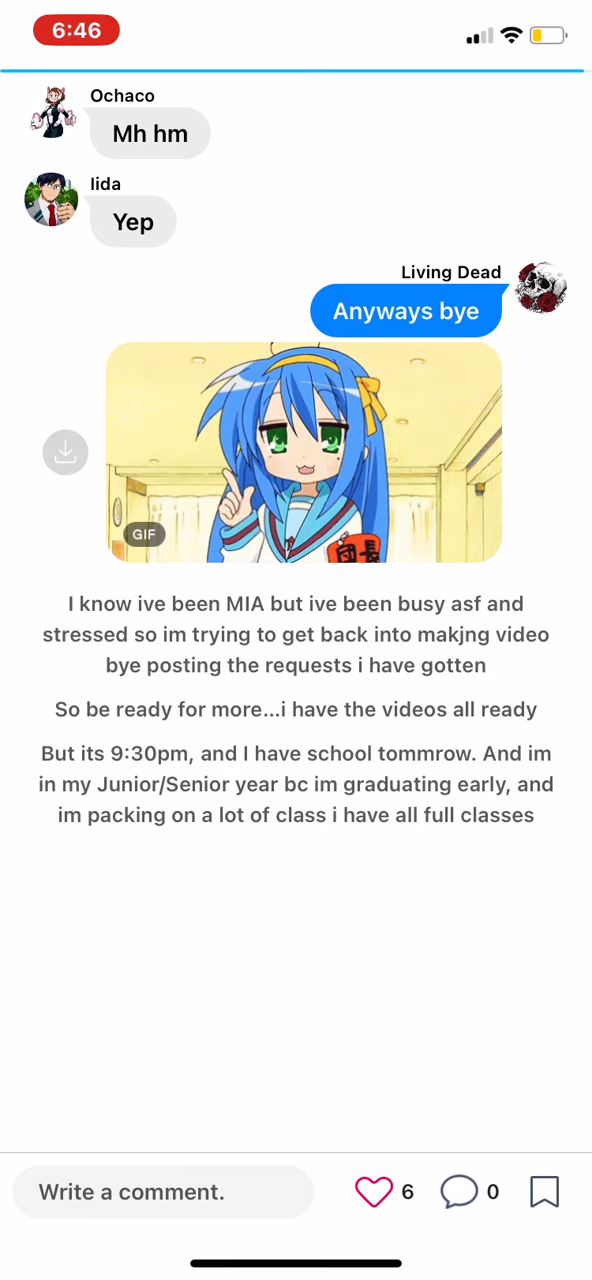 6:46
Ochaco
Mh hm
Iida
Yep
Living Dead
Anyways bye
団長
GIF
I know ive been MIA but ive been busy asf and
stressed so im trying to get back into makjng video
bye posting the requests i have gotten
So be ready for more...i have the videos all ready
But its 9:30pm, and I have school tommrow. And im
in my Junior/Senior year bc im graduating early, and
im packing on a lot of class i have all full classes
Write a comment.
6
0